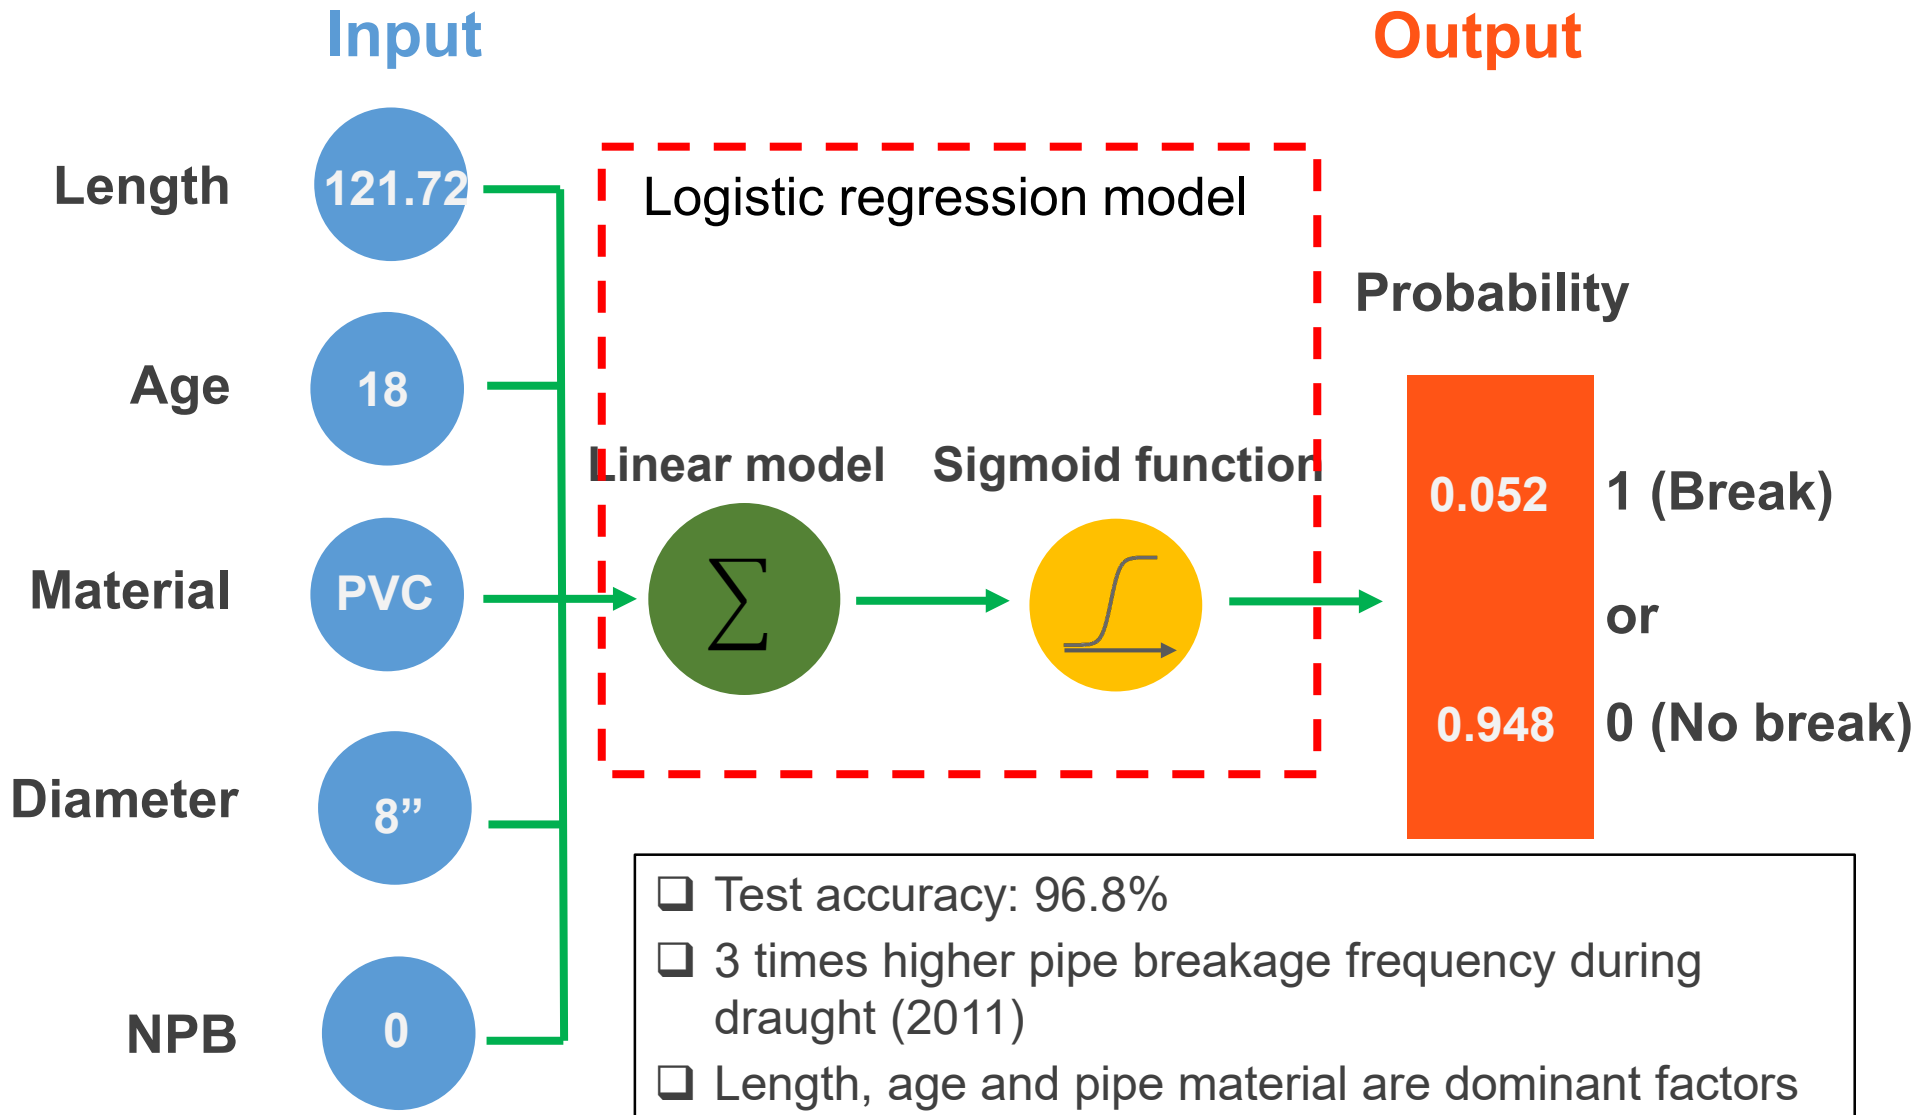 Input
Output
Length
121.72
Logistic regression model
Probability
Age
18
Linear model
Sigmoid function
0.052
1 (Break)
Material
PVC
∑
or
0.948
0 (No break)
Diameter
8”
❑ Test accuracy: 96.8%
❑ 3 times higher pipe breakage frequency during
draught (2011)
❑ Length, age and pipe material are dominant factors
NPB
0